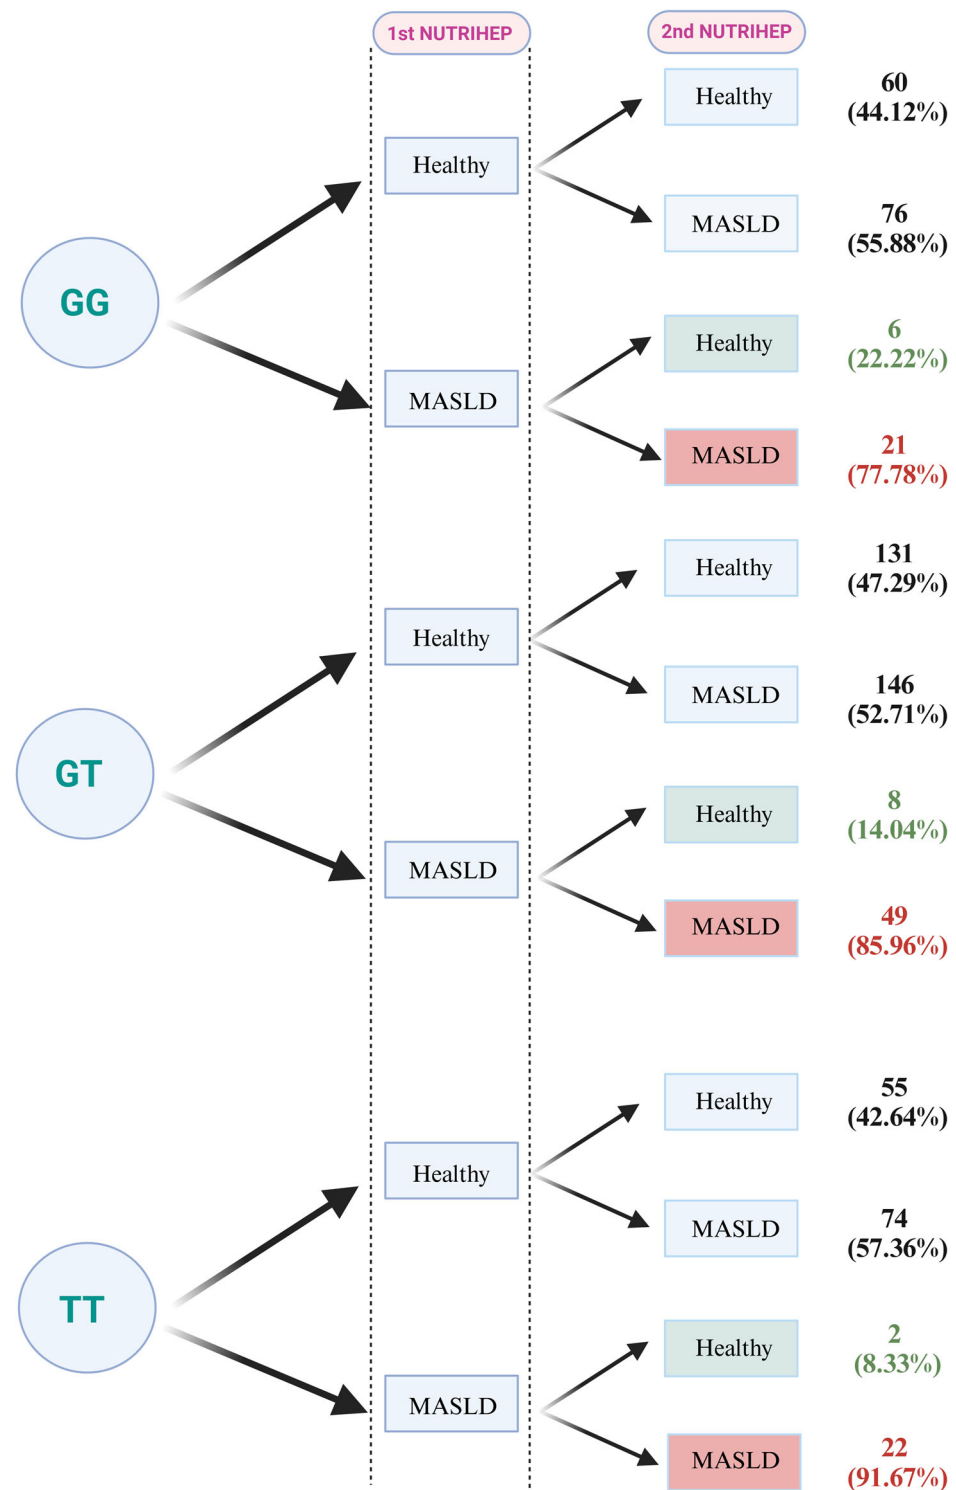 1st NUTRIHEP
2nd NUTRIHEP
GG
Healthy
Healthy
60
(44.12%)
MASLD
76
(55.88%)
MASLD
Healthy
6
(22.22%)
MASLD
21
(77.78%)
GT
Healthy
Healthy
131
(47.29%)
MASLD
146
(52.71%)
MASLD
Healthy
8
(14.04%)
MASLD
49
(85.96%)
TT
Healthy
Healthy
55
(42.64%)
MASLD
74
(57.36%)
MASLD
Healthy
2
(8.33%)
MASLD
22
(91.67%)